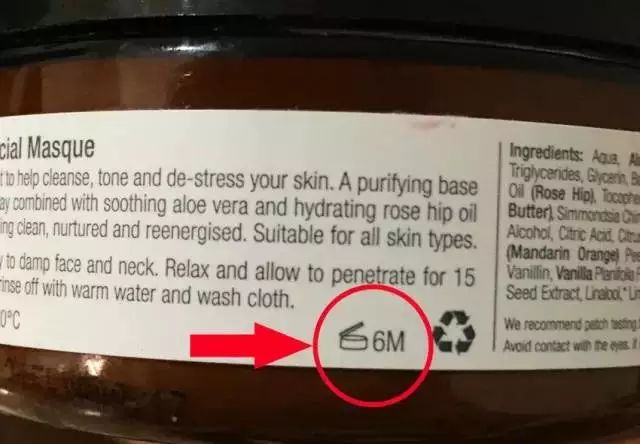 cial Masque
to help cleanse, tone and de-stress your skin. A purifying base
combined with soothing aloe vera and hydrating rose hip oil
clean, nurtured and reenergised. Suitable for all skin types.
to damp face and neck. Relax and allow to penetrate for 15
rinse off with warm water and wash cloth.
0°C
6M
Ingredients: Aqua,
Triglycerides, Glycerin,
Oil (Rose Hip),
Butter), Simmondsia
Alcohol, Citric Acid,
(Mandarin Orange)
Vanillin, Vanilla Planifolia
Seed Extract, Linalool,*
We recommend patch testing
Avoid contact with the eyes. If